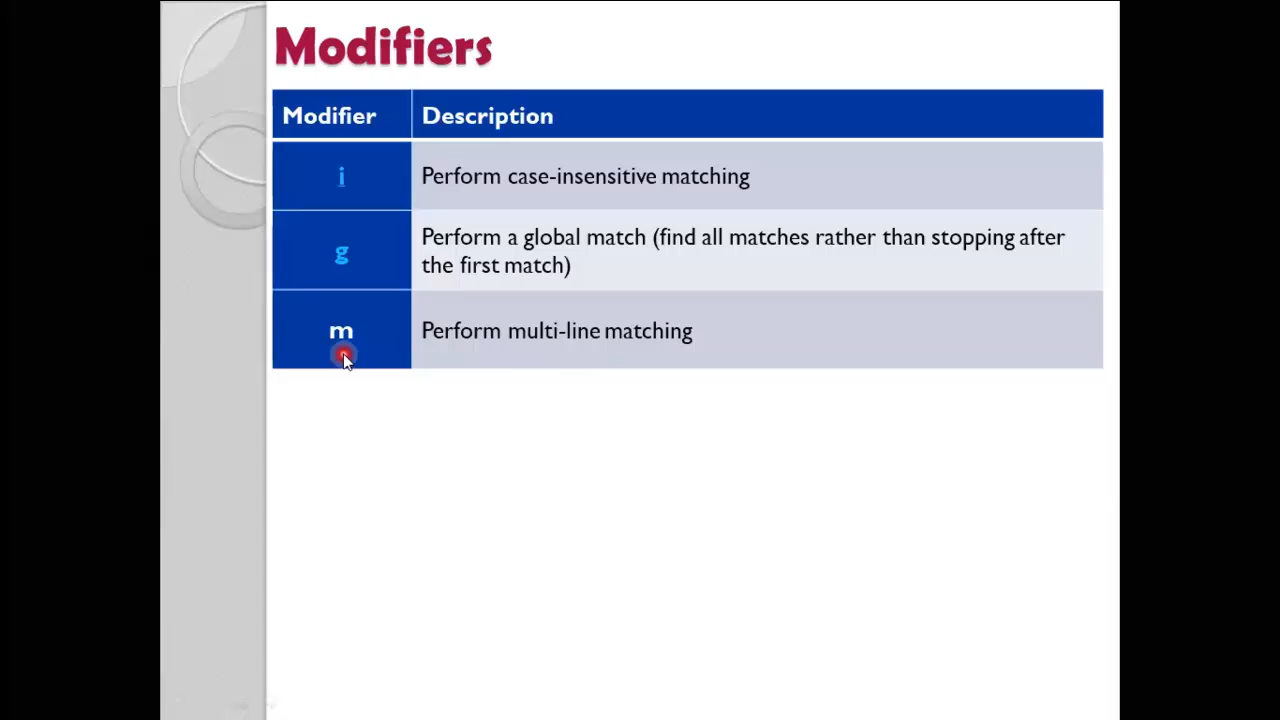 Modifiers
Modifier Description
i Perform case-insensitive matching
g Perform a global match (find all matches rather than stopping after
the first match)
m Perform multi-line matching